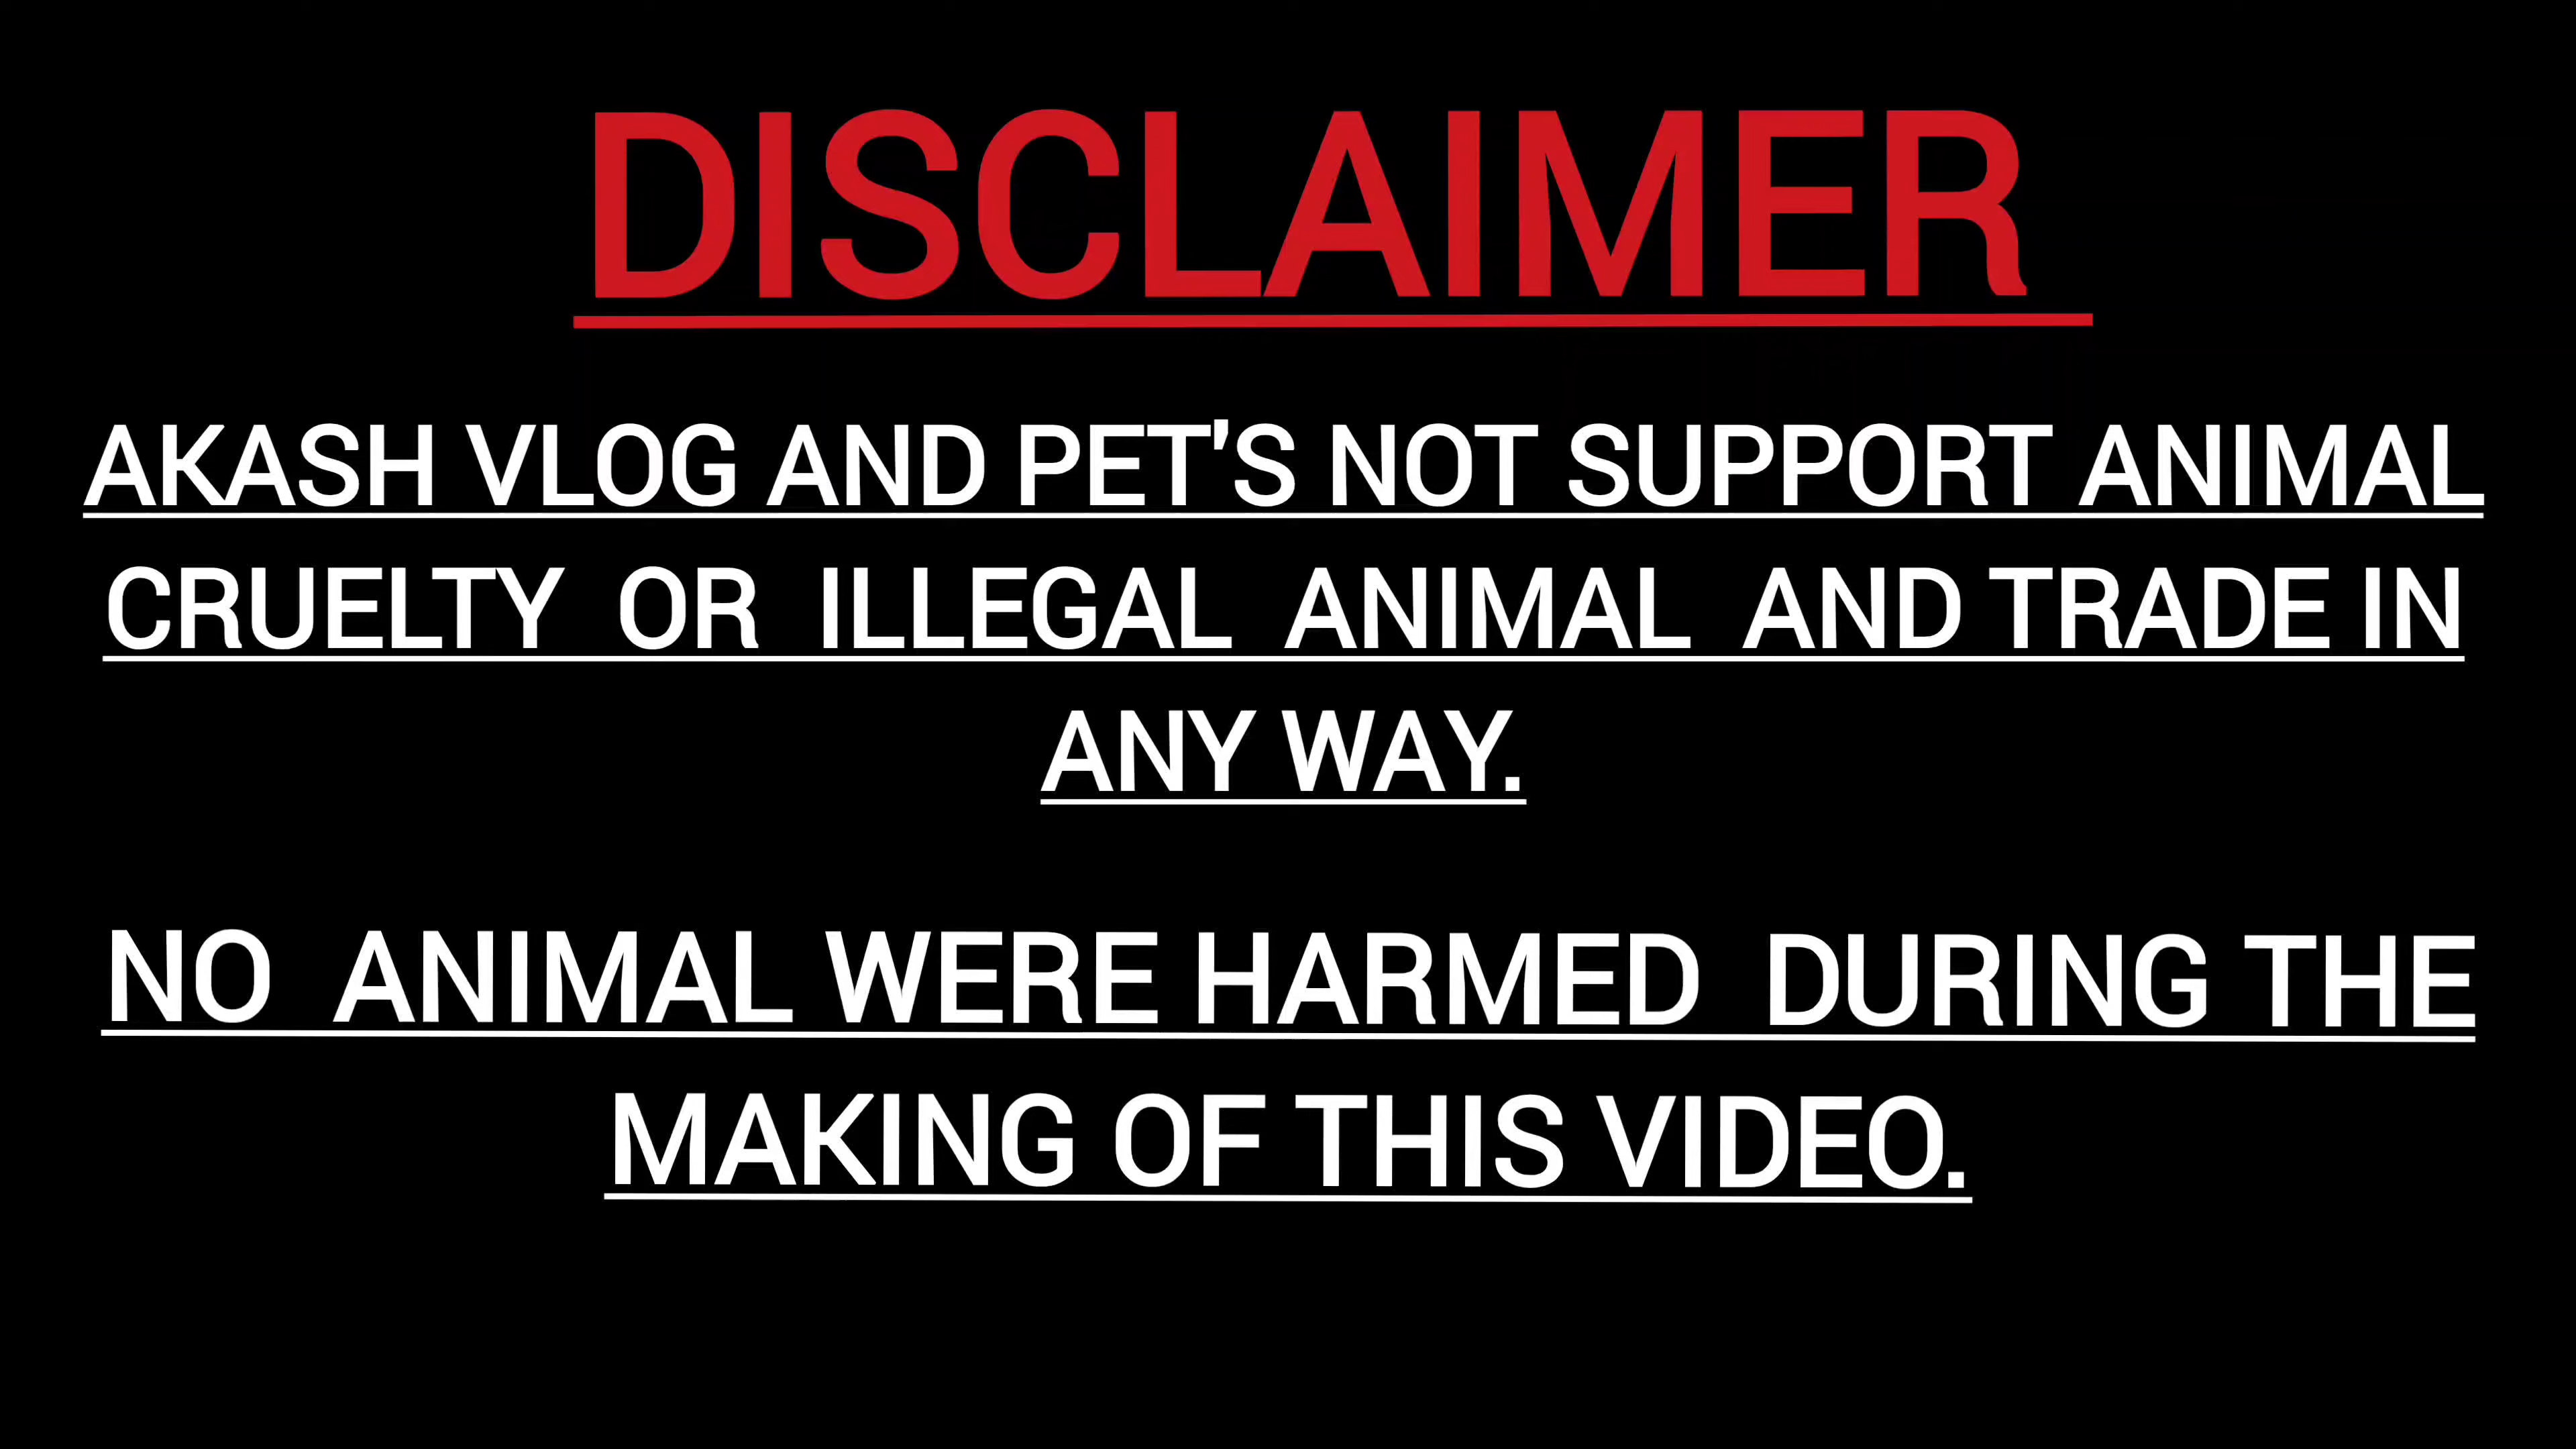 DISCLAIMER
AKASH VLOG AND PET'S NOT SUPPORT ANIMAL
CRUELTY OR ILLEGAL ANIMAL AND TRADE IN
ANY WAY.
NO ANIMAL WERE HARMED DURING THE
MAKING OF THIS VIDEO.